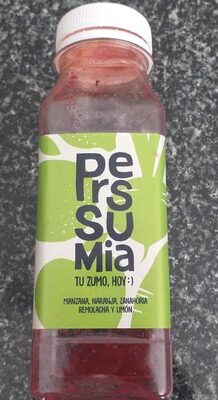 Pe
rs
Su
Mia
TU ZUMO, HOY:)
MANZANA, NARANJA, ZANAHORIA
REMOLACHA Y LIMÓN